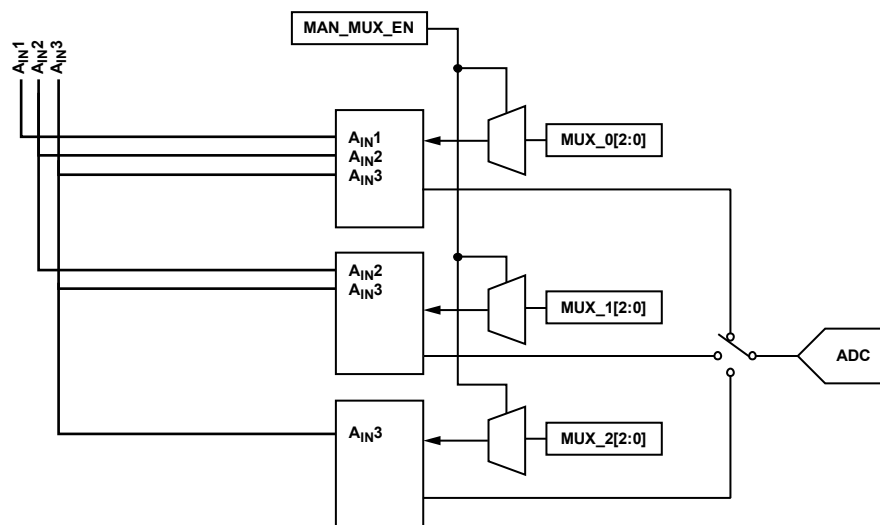 MAN_MUX_EN
AIN1
AIN2
AIN3
AIN1
AIN2
AIN3
MUX_0[2:0]
AIN2
AIN3
MUX_1[2:0]
ADC
AIN3
MUX_2[2:0]